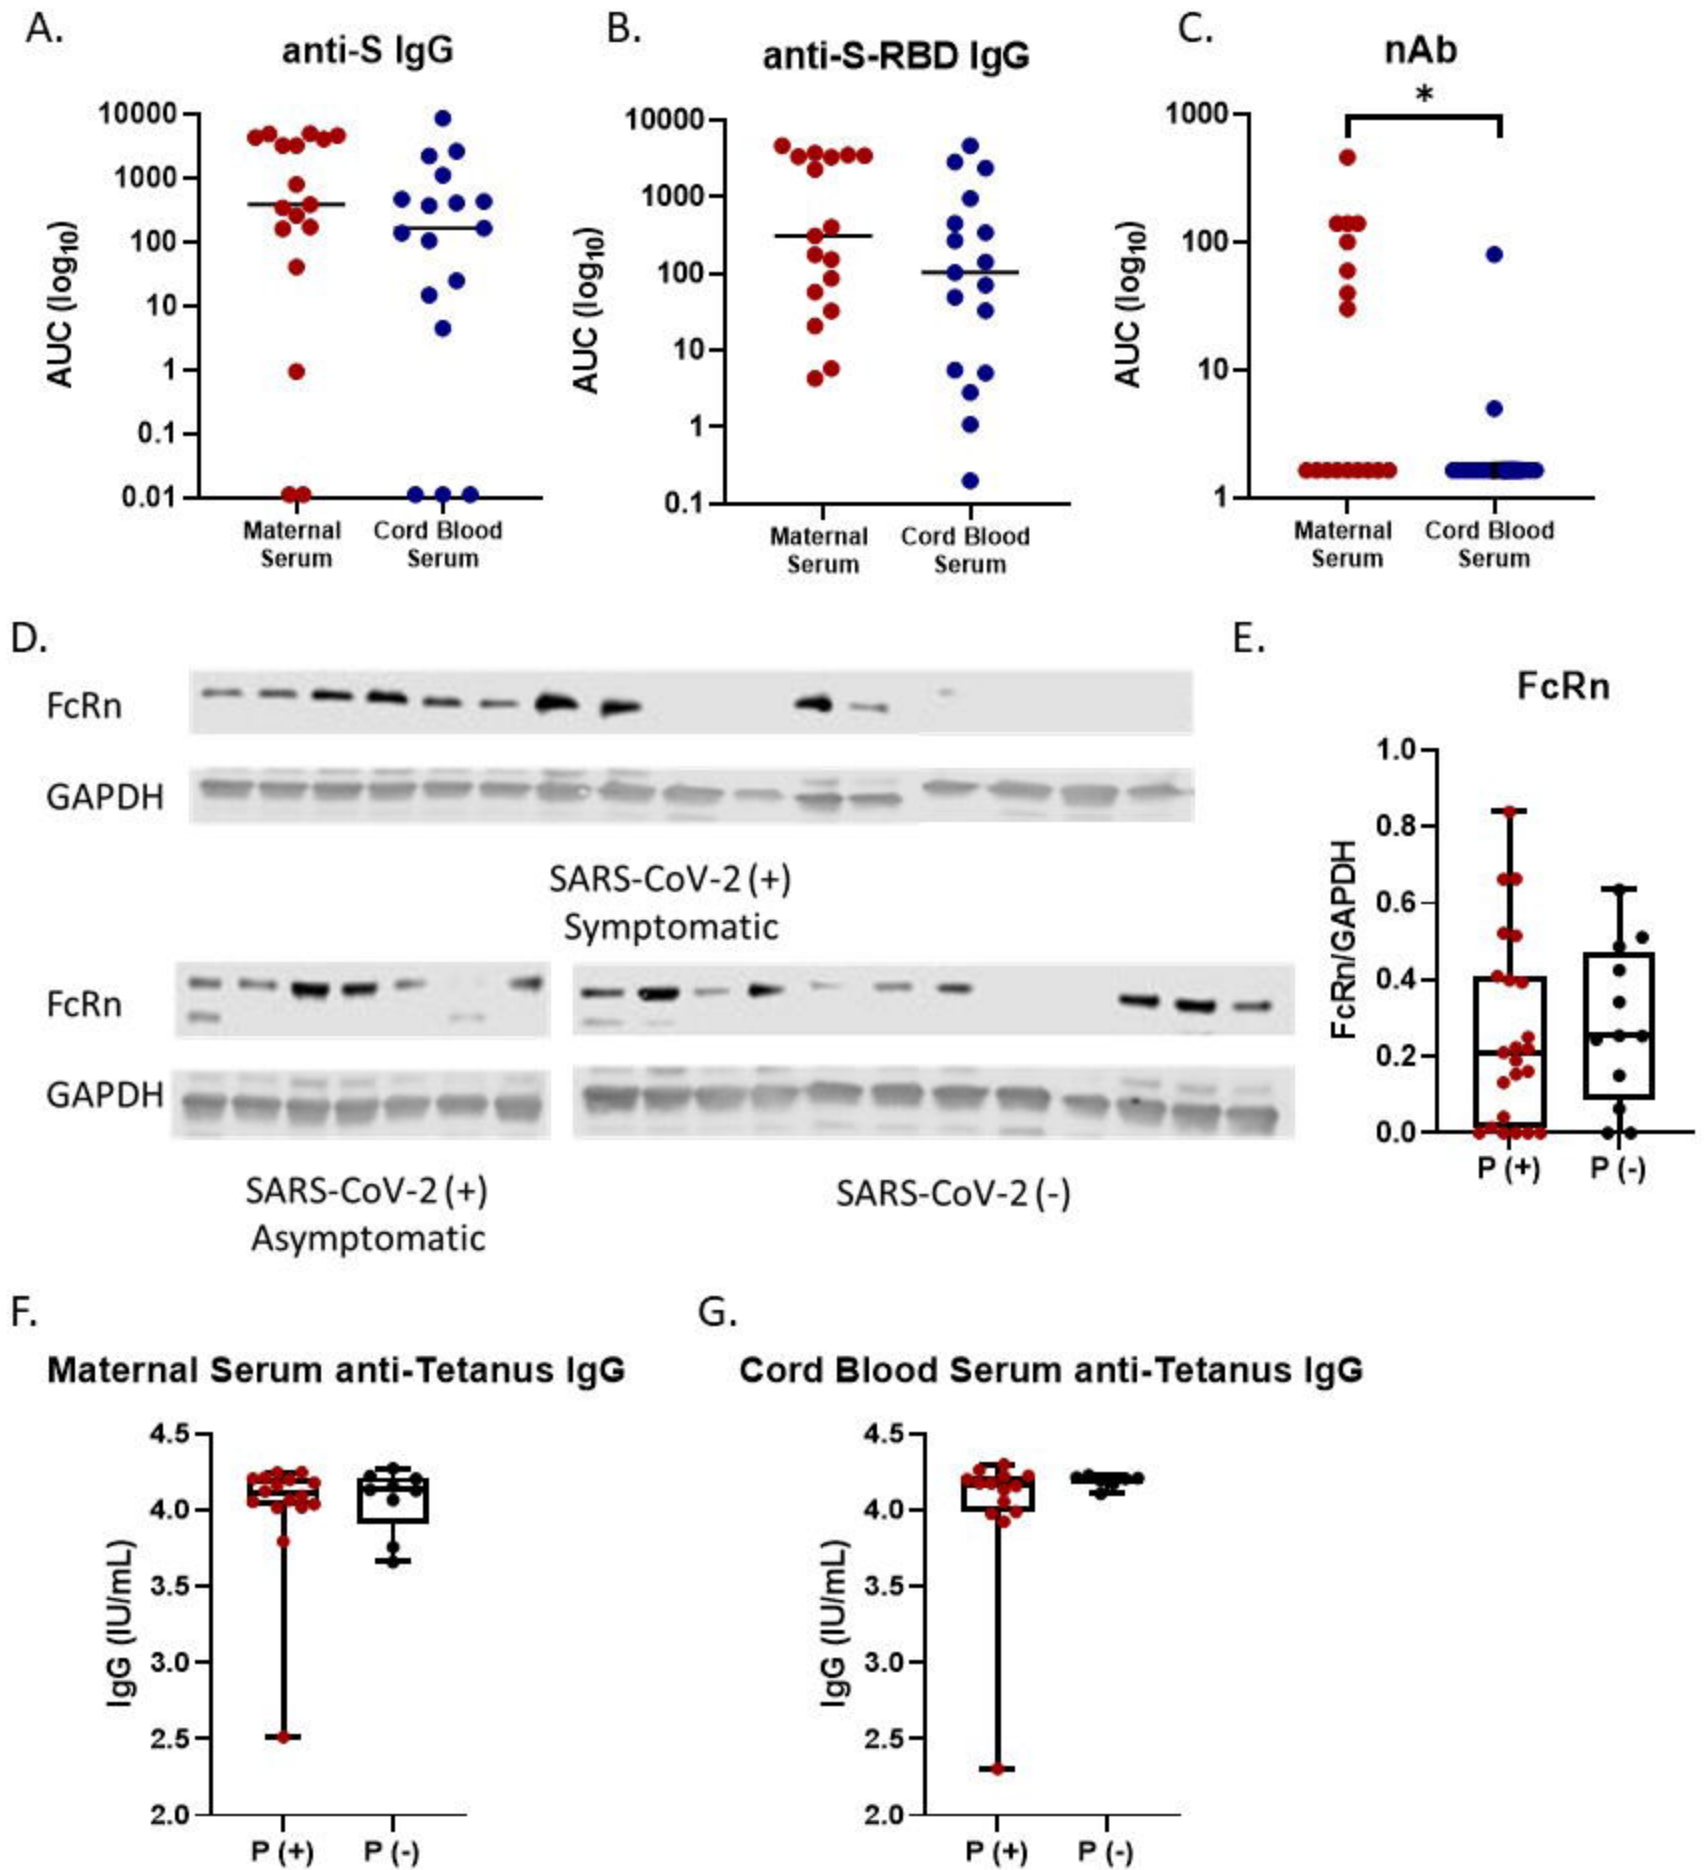 A.
anti-S IgG
AUC (log10)
10000
1000
100
10
1
0.1
0.01
Maternal Serum
Cord Blood Serum
B.
anti-S-RBD IgG
AUC (log10)
10000
1000
100
10
1
0.1
Maternal Serum
Cord Blood Serum
C.
nAb
*
AUC (log10)
1000
100
10
1
Maternal Serum
Cord Blood Serum
D.
FcRn
GAPDH
SARS-CoV-2 (+)
Symptomatic
FcRn
GAPDH
SARS-CoV-2 (+)
Asymptomatic
SARS-CoV-2 (-)
E.
FcRn
FcRn/GAPDH
1.0
0.8
0.6
0.4
0.2
0.0
P (+)
P (-)
F.
Maternal Serum anti-Tetanus IgG
IgG (IU/mL)
4.5
4.0
3.5
3.0
2.5
2.0
P (+)
P (-)
G.
Cord Blood Serum anti-Tetanus IgG
IgG (IU/mL)
4.5
4.0
3.5
3.0
2.5
2.0
P (+)
P (-)